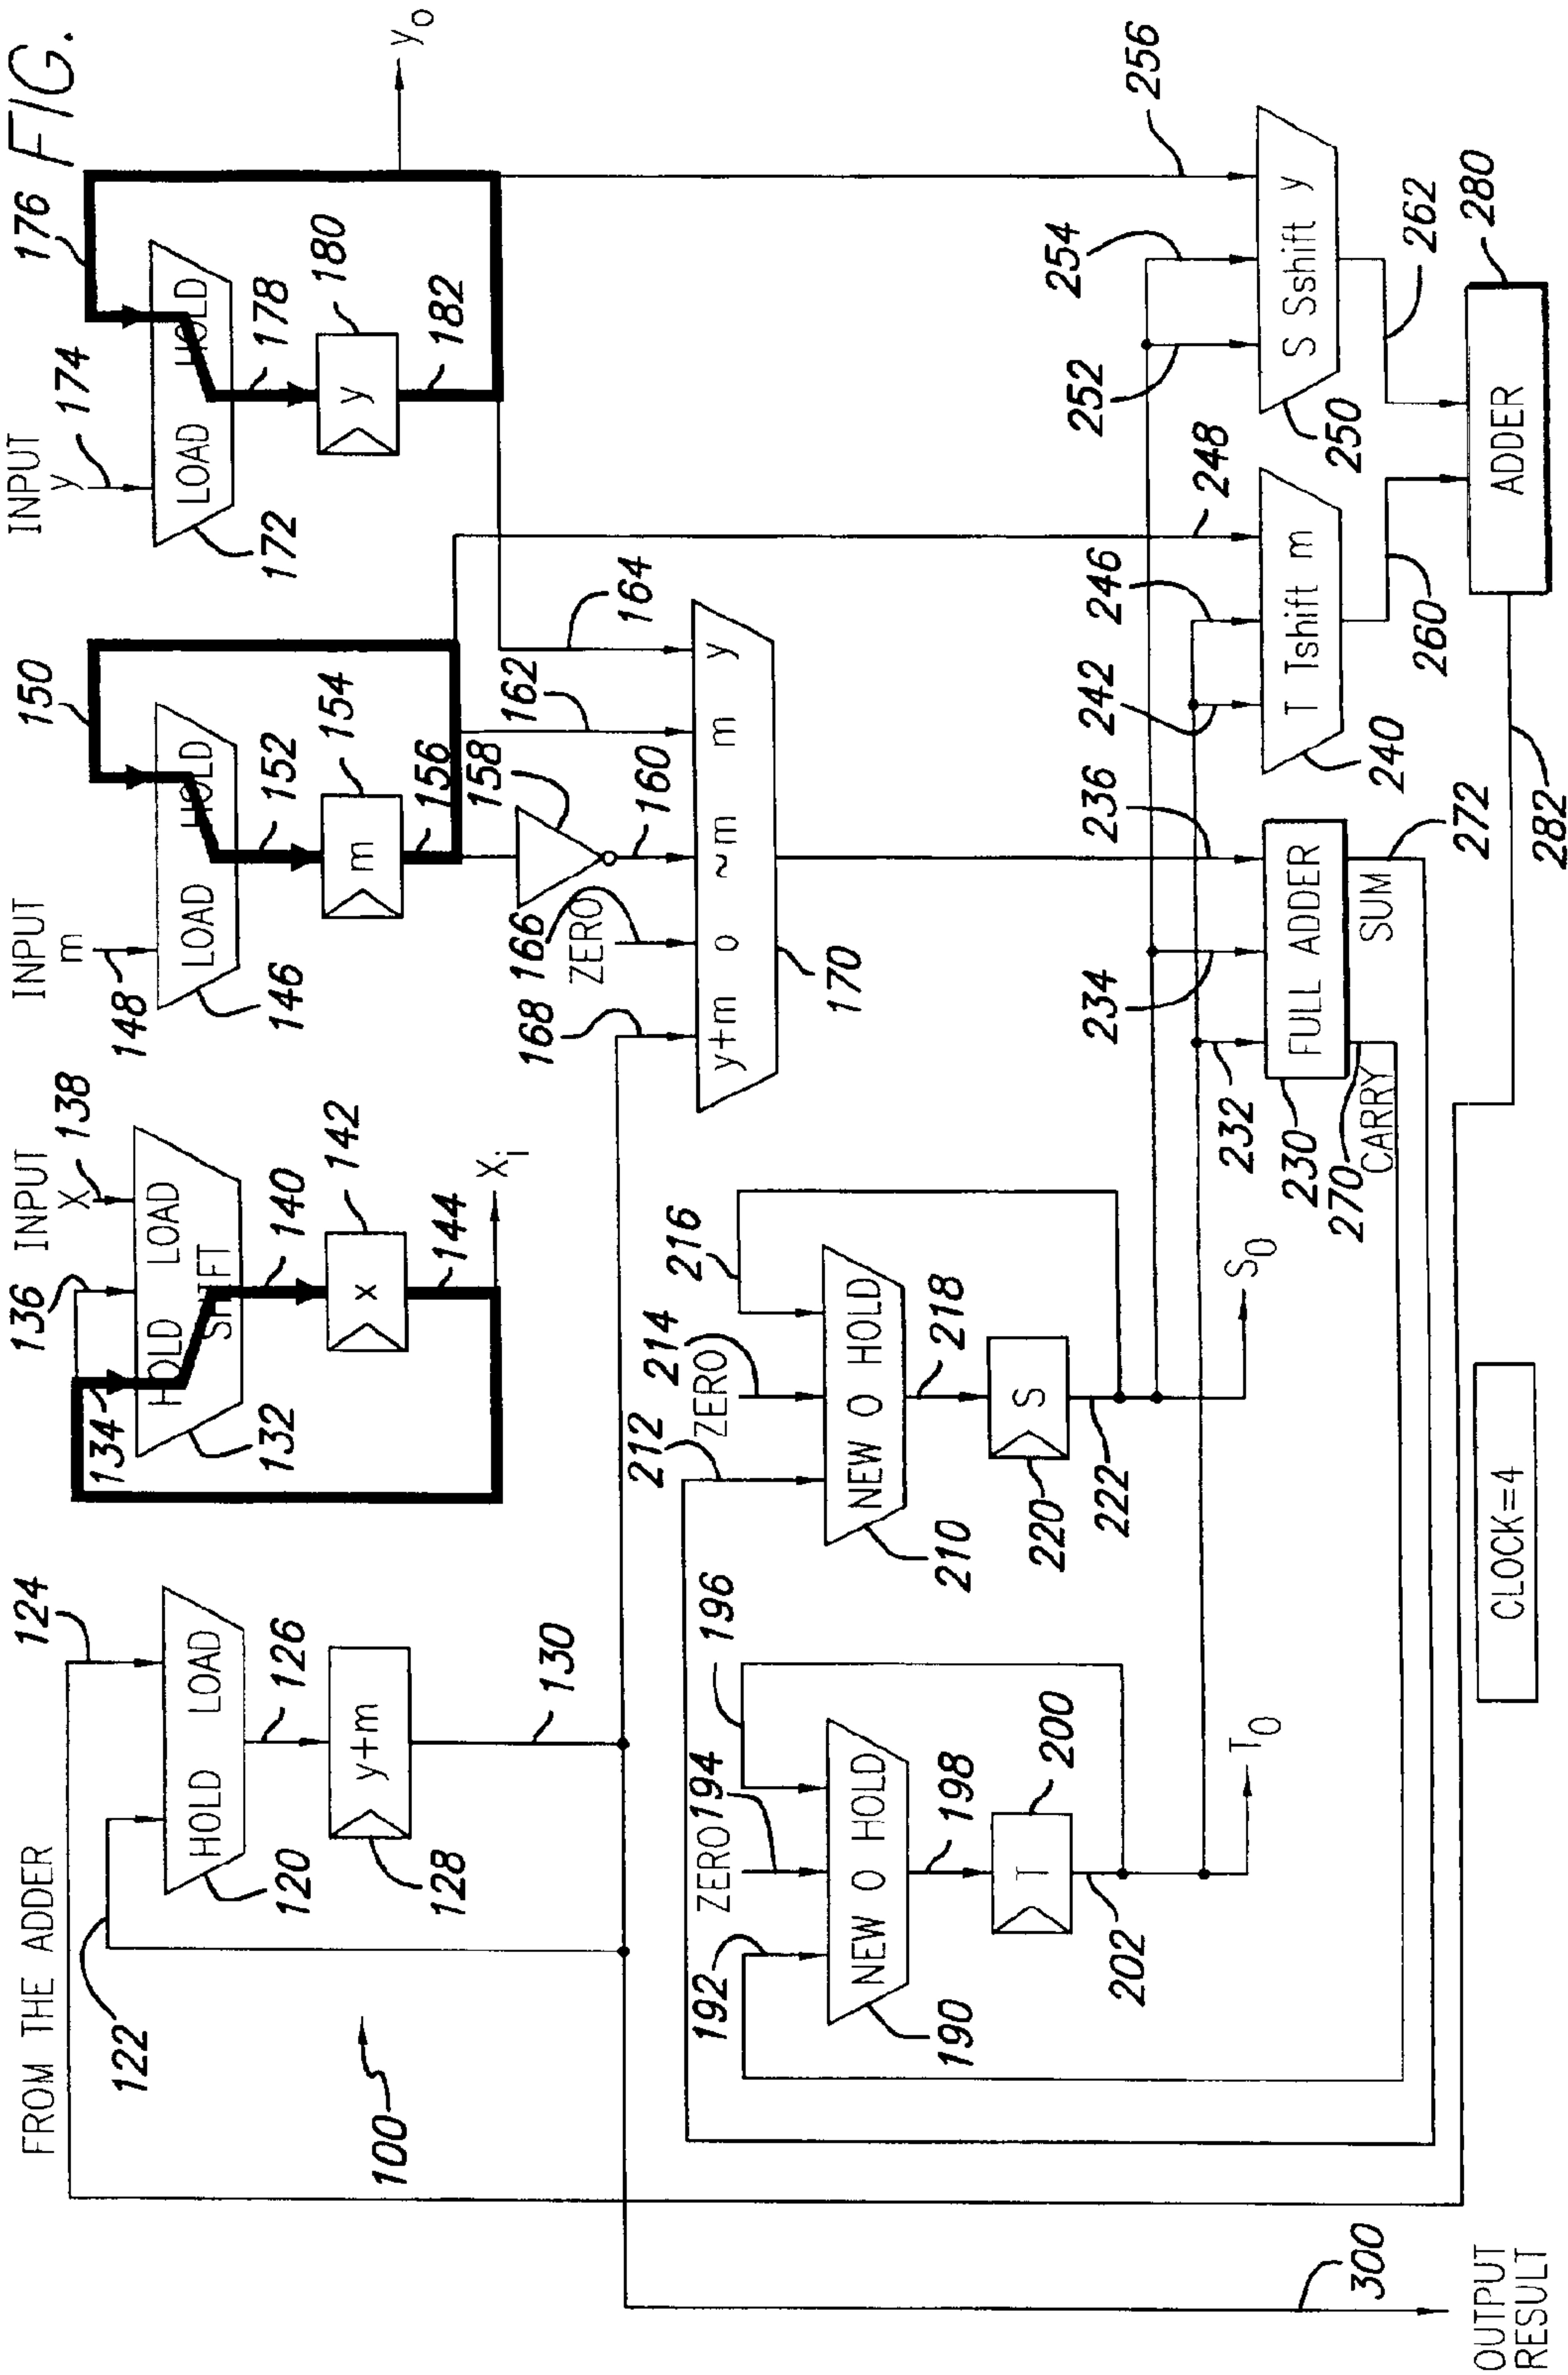 FIG.
FROM THE ADDER
INPUT
x
INPUT
m
INPUT
y
124
136
138
150
176
174
122
134
148
HOLD LOAD
HOLD LOAD
SHIFT
LOAD HOLD
LOAD HOLD
120
126
132
140
146
152
172
178
y+m
x
m
y
128
142
154
180
130
144
156
182
100
Xi
yo
158
160
162
164
ZERO
166
168
y+m o ~m m y
170
192
ZERO
194
196
212
ZERO
214
216
NEW O HOLD
NEW O HOLD
190
198
210
218
T
S
200
220
202
222
T0
S0
232
234
236
242
246
248
252
254
256
FULL ADDER
T Tshift m
S Sshift y
230
240
250
270
CARRY
SUM
272
260
262
ADDER
280
282
CLOCK=4
300
OUTPUT
RESULT